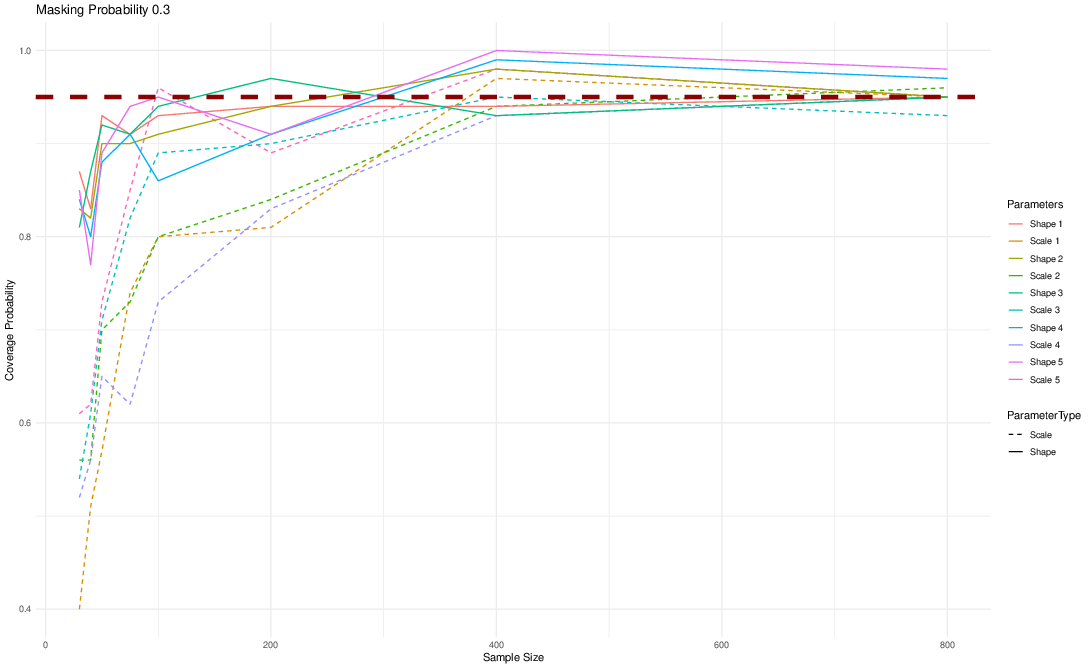 Masking Probability 0.3
1.0
0.8
0.6
0.4
Coverage Probability
0
200
400
600
800
Sample Size
Parameters
Shape 1
Scale 1
Shape 2
Scale 2
Shape 3
Scale 3
Shape 4
Scale 4
Shape 5
Scale 5
ParameterType
Scale
Shape